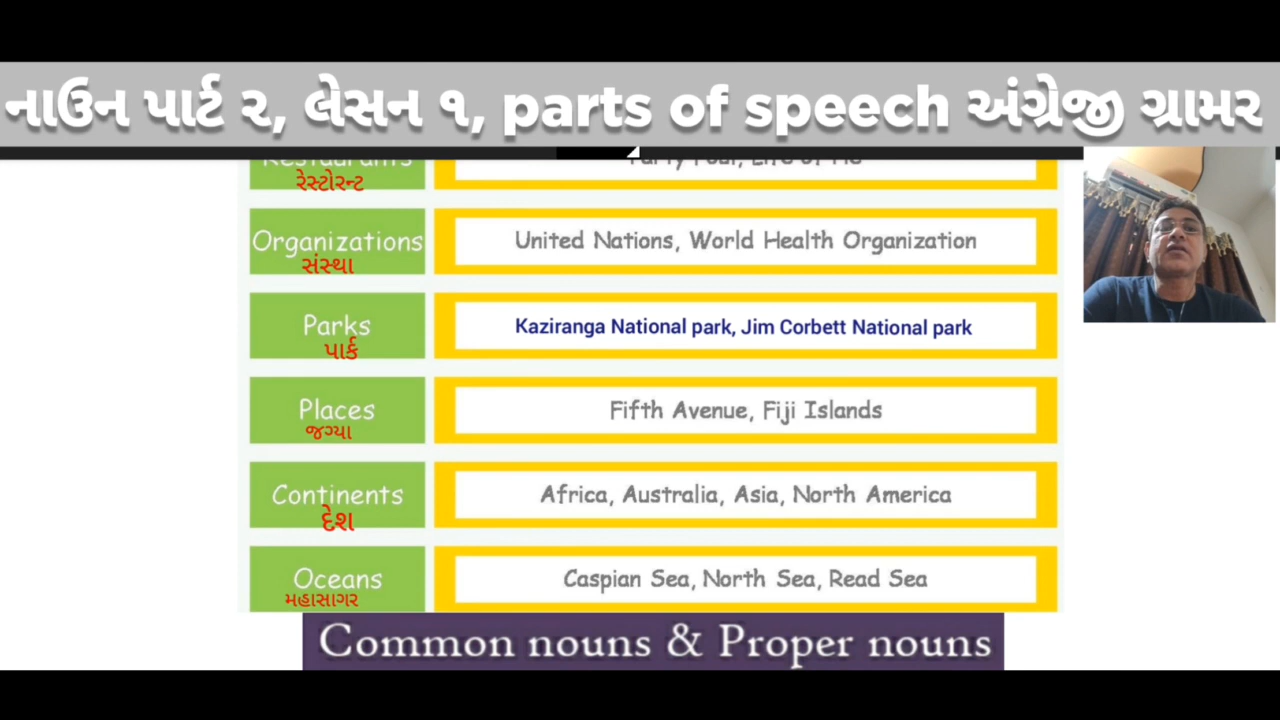 નાઉન પાર્ટ ૨, લેસન ૧, parts of speech અંગ્રેજી ગ્રામર
Restaurants
રેસ્ટોરન્ટ
Organizations
સંસ્થા
United Nations, World Health Organization
Parks
પાર્ક
Kaziranga National park, Jim Corbett National park
Places
જગ્યા
Fifth Avenue, Fiji Islands
Continents
દેશ
Africa, Australia, Asia, North America
Oceans
મહાસાગર
Caspian Sea, North Sea, Read Sea
Common nouns & Proper nouns